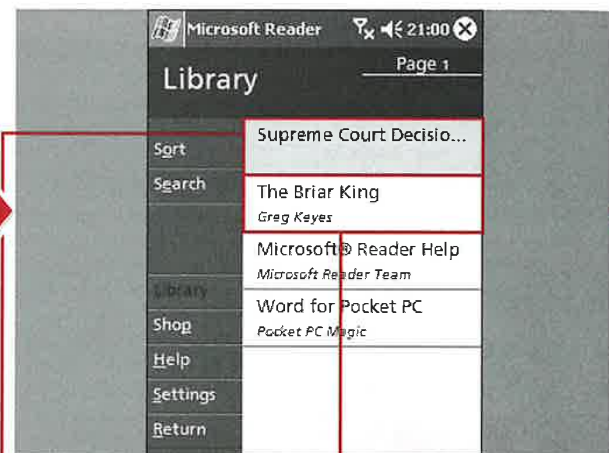 Microsoft Reader 21:00
Library
Page 1
Sort
Search
Library
Shop
Help
Settings
Return
Supreme Court Decisio...
The Briar King
Greg Keyes
Microsoft® Reader Help
Microsoft Reader Team
Word for Pocket PC
Pocket PC Magic